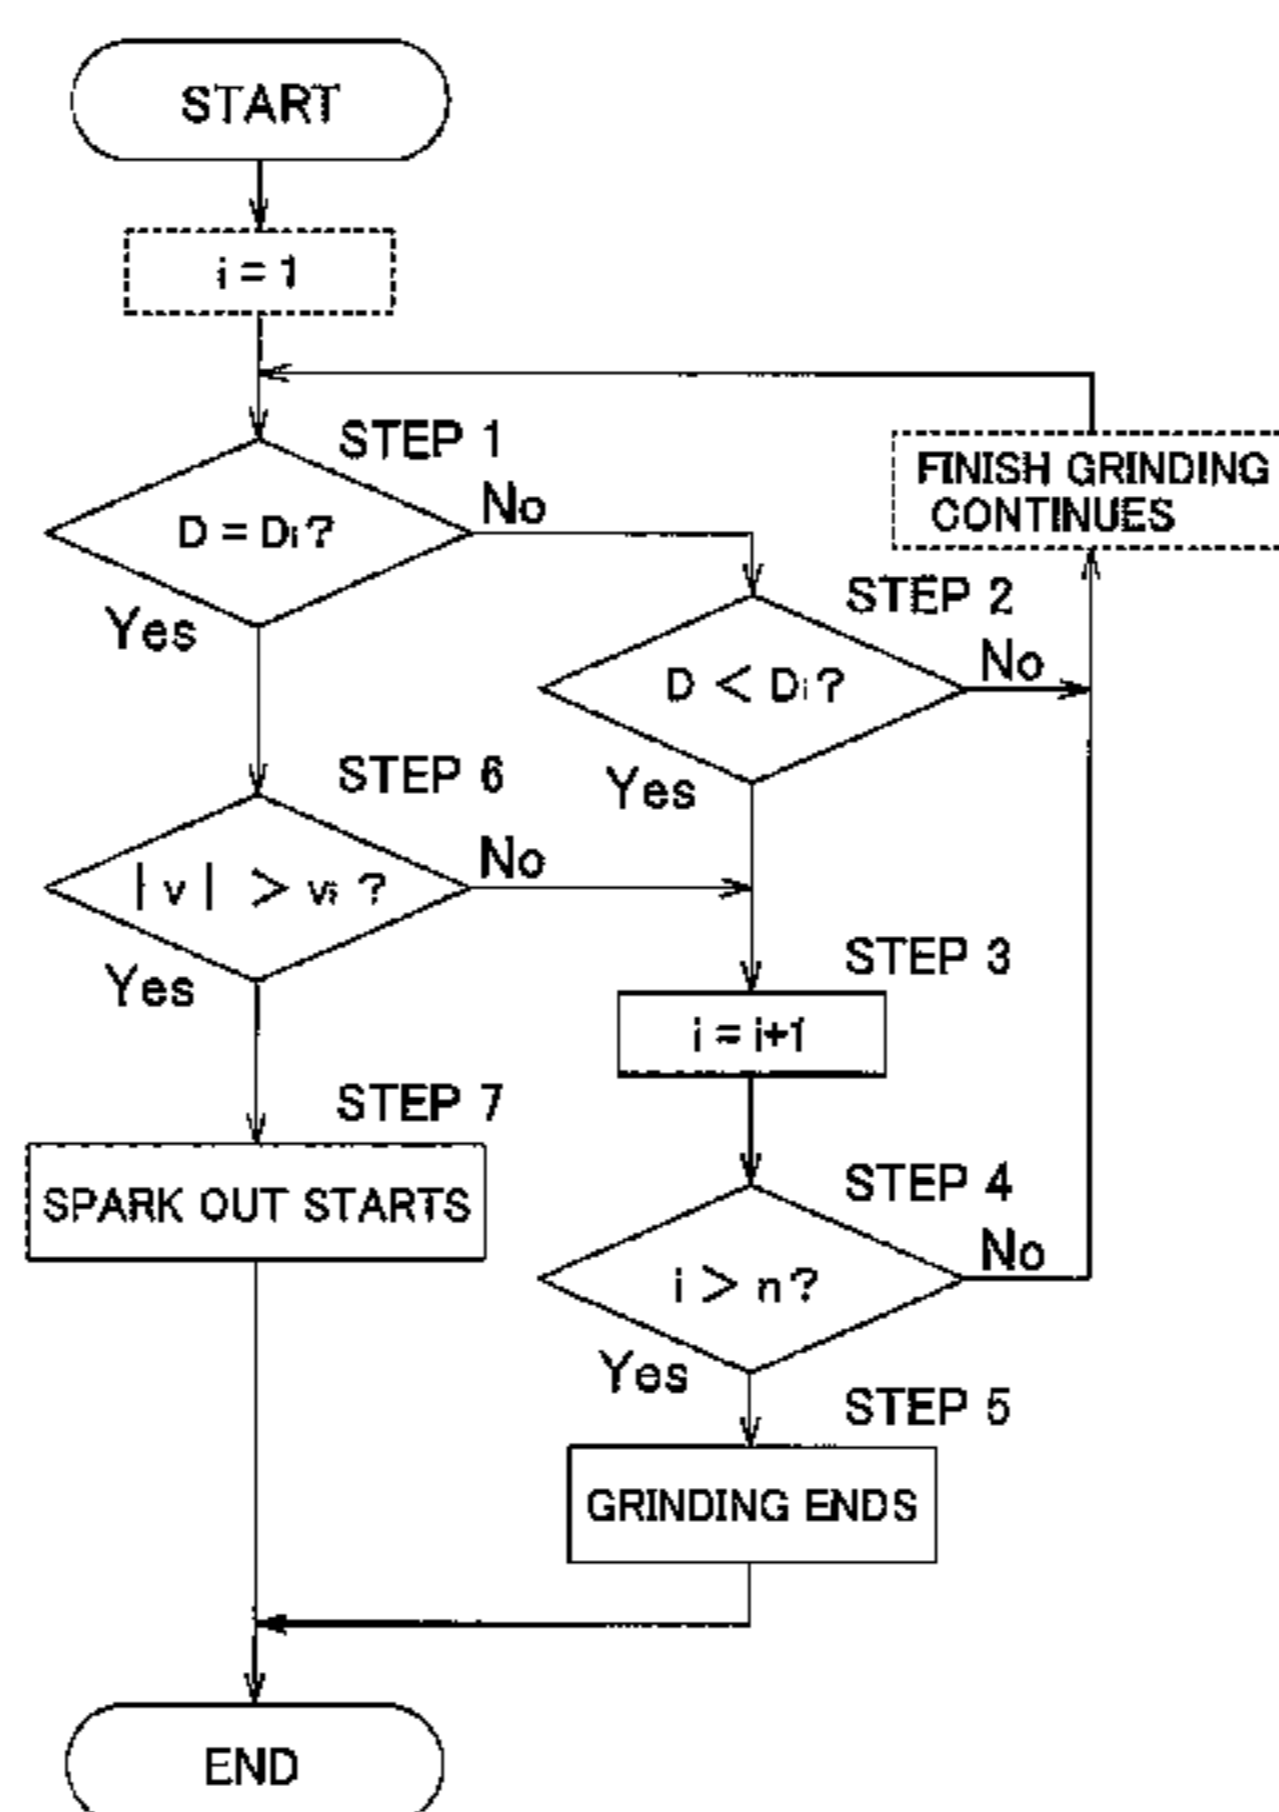 START
i = 1
STEP 1
D = Di ?
No
Yes
FINISH GRINDING
CONTINUES
STEP 2
D < Di ?
No
Yes
STEP 6
| v | > vi ?
No
Yes
STEP 3
i = i+1
STEP 7
SPARK OUT STARTS
STEP 4
i > n ?
No
Yes
STEP 5
GRINDING ENDS
END